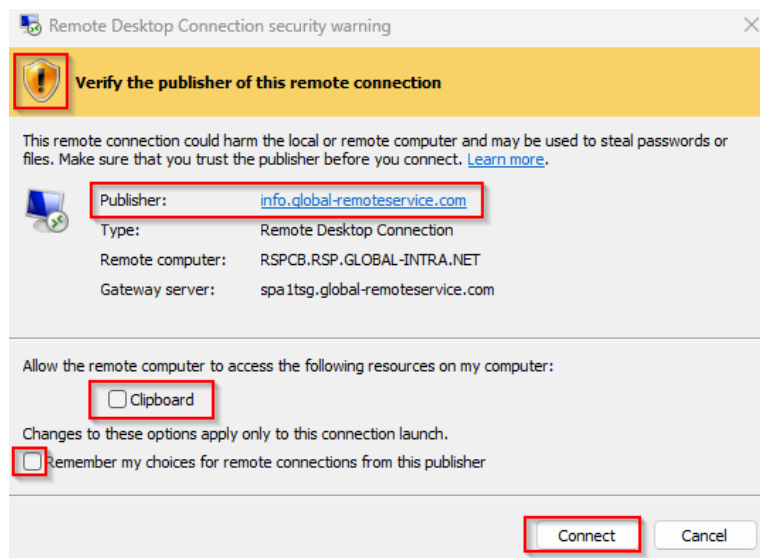 Remote Desktop Connection security warning
Verify the publisher of this remote connection
This remote connection could harm the local or remote computer and may be used to steal passwords or
files. Make sure that you trust the publisher before you connect. Learn more.
Publisher: info.global-remoteservice.com
Type: Remote Desktop Connection
Remote computer: RSPCB.RSP.GLOBAL-INTRA.NET
Gateway server: spa1tsg.global-remoteservice.com
Allow the remote computer to access the following resources on my computer:
Clipboard
Changes to these options apply only to this connection launch.
Remember my choices for remote connections from this publisher
Connect Cancel